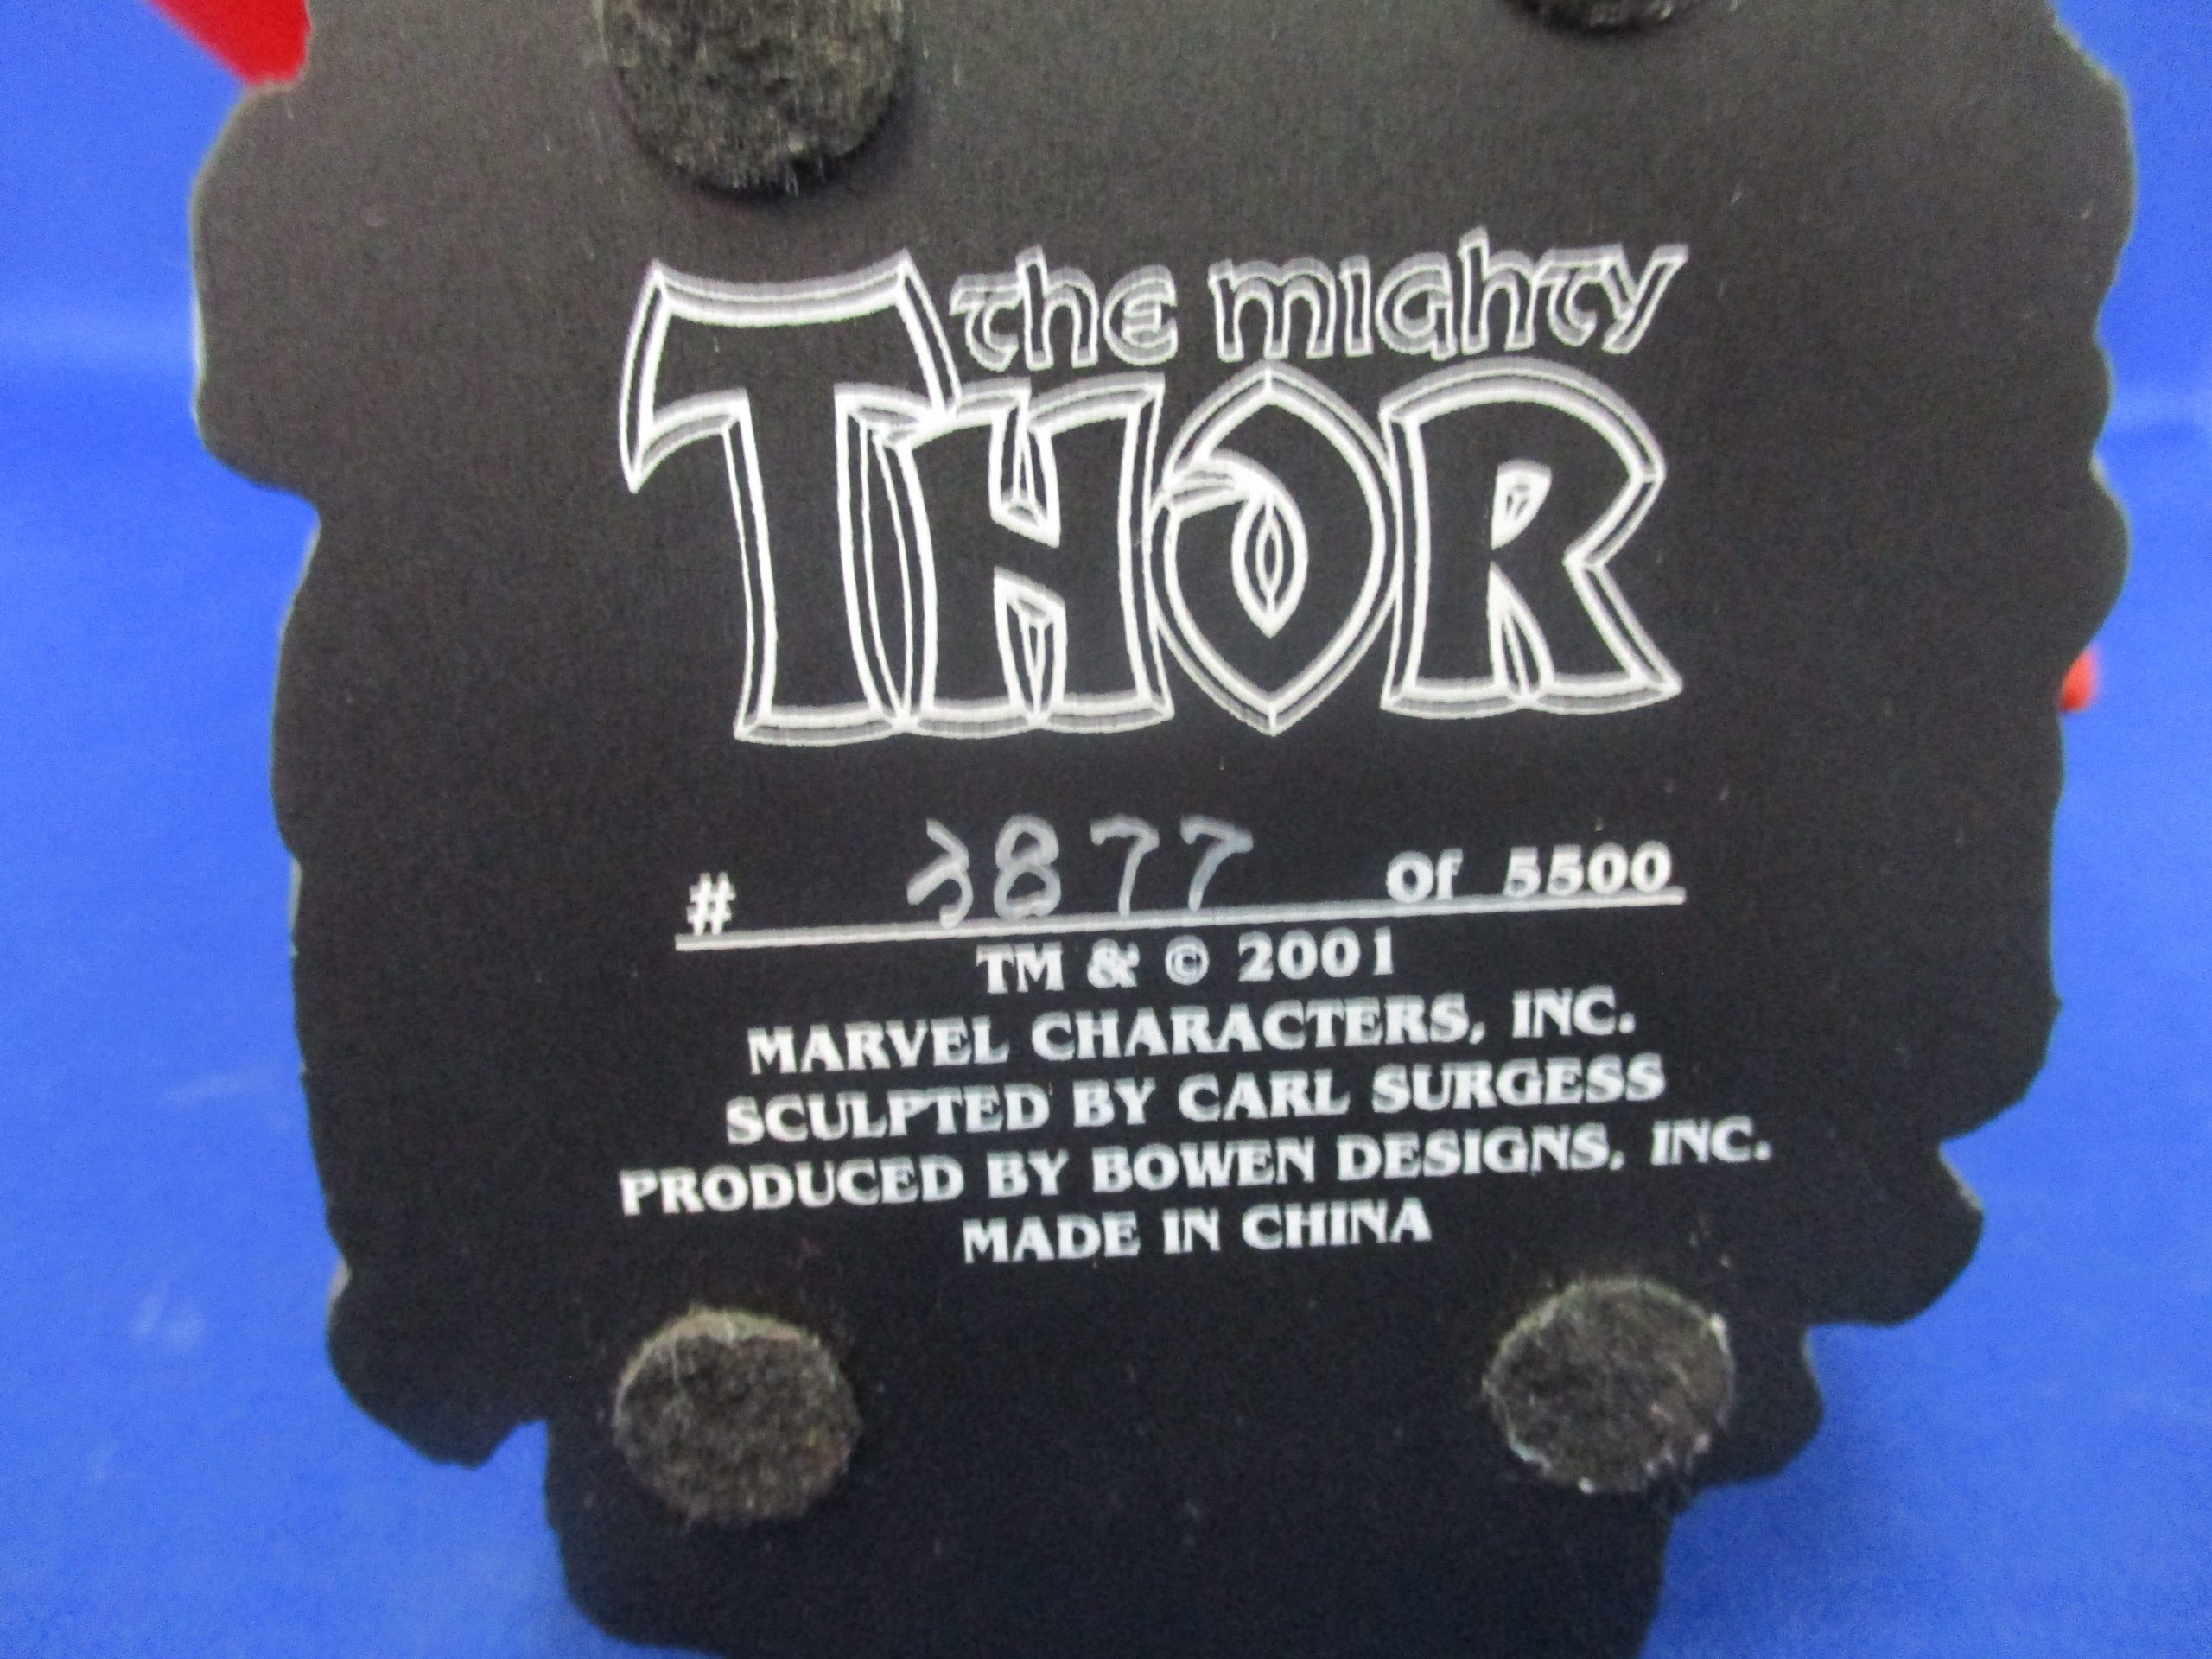 the mighty
THOR
# 3877 Of 5500
TM & © 2001
MARVEL CHARACTERS, INC.
SCULPTED BY CARL SURGESS
PRODUCED BY BOWEN DESIGNS, INC.
MADE IN CHINA